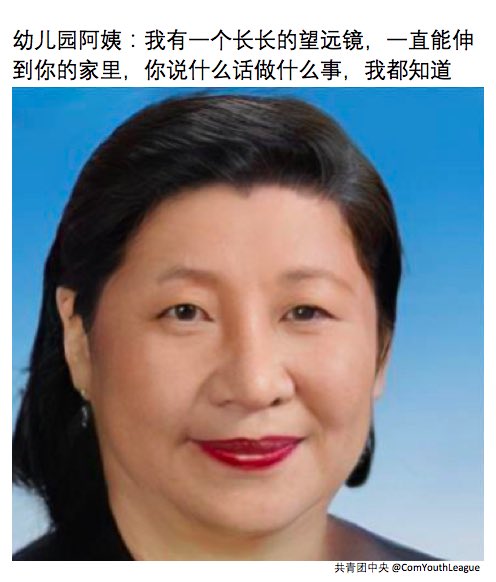 幼儿园阿姨：我有一个长长的望远镜，一直能伸
到你的家里，你说什么话做什么事，我都知道
共青团中央 @ComYouthLeague